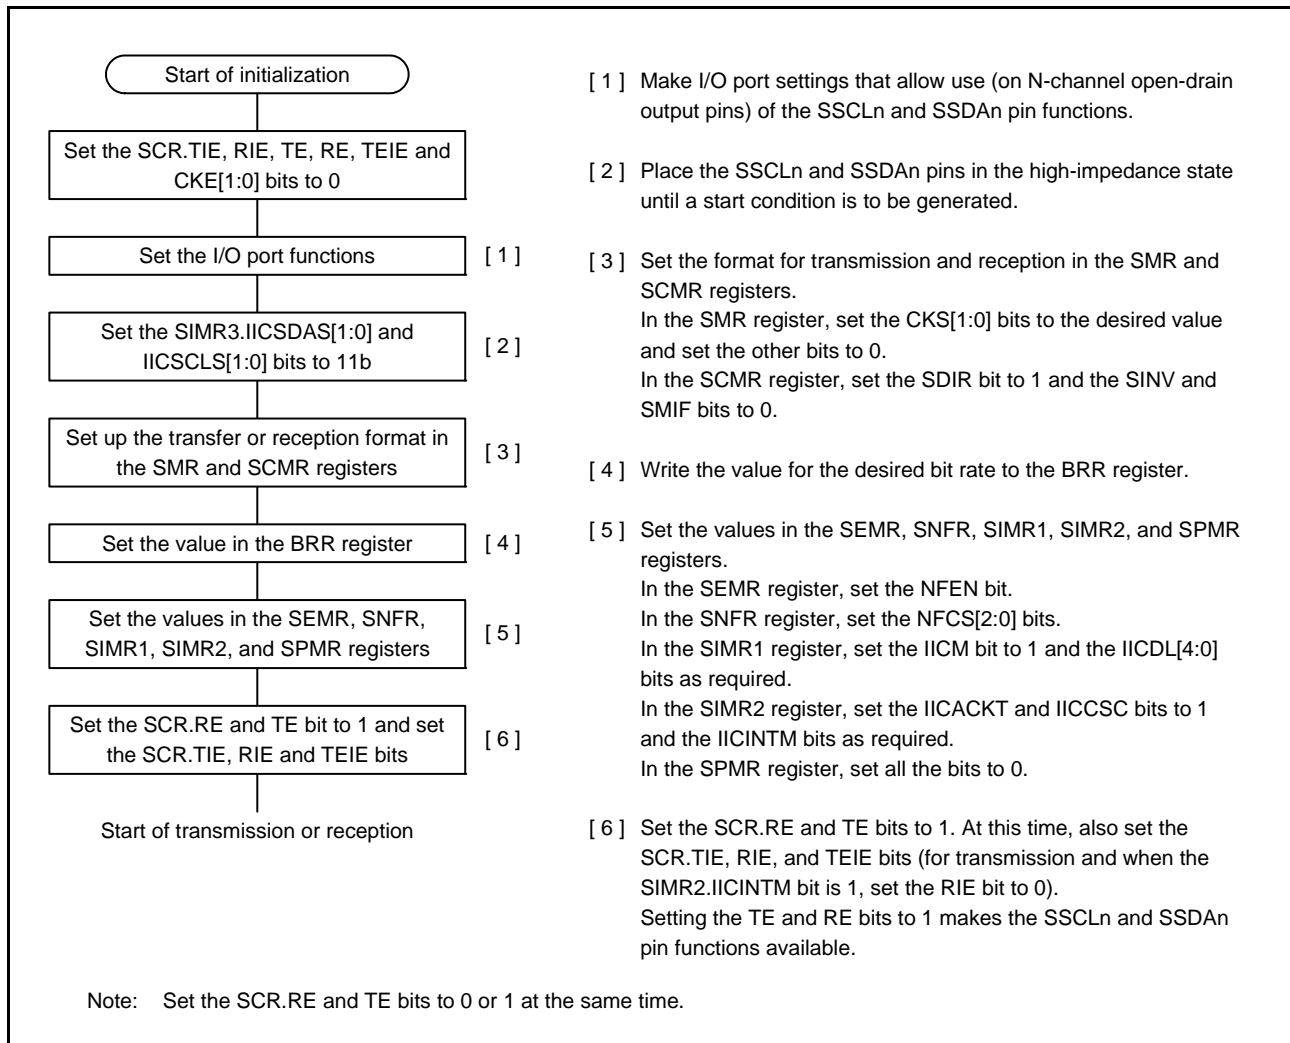 Start of initialization
Set the SCR.TIE, RIE, TE, RE, TEIE and
CKE[1:0] bits to 0
Set the I/O port functions
[ 1 ]
Set the SIMR3.IICSDAS[1:0] and
IICSCLS[1:0] bits to 11b
[ 2 ]
Set up the transfer or reception format in
the SMR and SCMR registers
[ 3 ]
Set the value in the BRR register
[ 4 ]
Set the values in the SEMR, SNFR,
SIMR1, SIMR2, and SPMR registers
[ 5 ]
Set the SCR.RE and TE bit to 1 and set
the SCR.TIE, RIE and TEIE bits
[ 6 ]
Start of transmission or reception
[ 1 ] Make I/O port settings that allow use (on N-channel open-drain
output pins) of the SSCLn and SSDAn pin functions.
[ 2 ] Place the SSCLn and SSDAn pins in the high-impedance state
until a start condition is to be generated.
[ 3 ] Set the format for transmission and reception in the SMR and
SCMR registers.
In the SMR register, set the CKS[1:0] bits to the desired value
and set the other bits to 0.
In the SCMR register, set the SDIR bit to 1 and the SINV and
SMIF bits to 0.
[ 4 ] Write the value for the desired bit rate to the BRR register.
[ 5 ] Set the values in the SEMR, SNFR, SIMR1, SIMR2, and SPMR
registers.
In the SEMR register, set the NFEN bit.
In the SNFR register, set the NFCS[2:0] bits.
In the SIMR1 register, set the IICM bit to 1 and the IICDL[4:0]
bits as required.
In the SIMR2 register, set the IICACKT and IICCSC bits to 1
and the IICINTM bits as required.
In the SPMR register, set all the bits to 0.
[ 6 ] Set the SCR.RE and TE bits to 1. At this time, also set the
SCR.TIE, RIE, and TEIE bits (for transmission and when the
SIMR2.IICINTM bit is 1, set the RIE bit to 0).
Setting the TE and RE bits to 1 makes the SSCLn and SSDAn
pin functions available.
Note: Set the SCR.RE and TE bits to 0 or 1 at the same time.